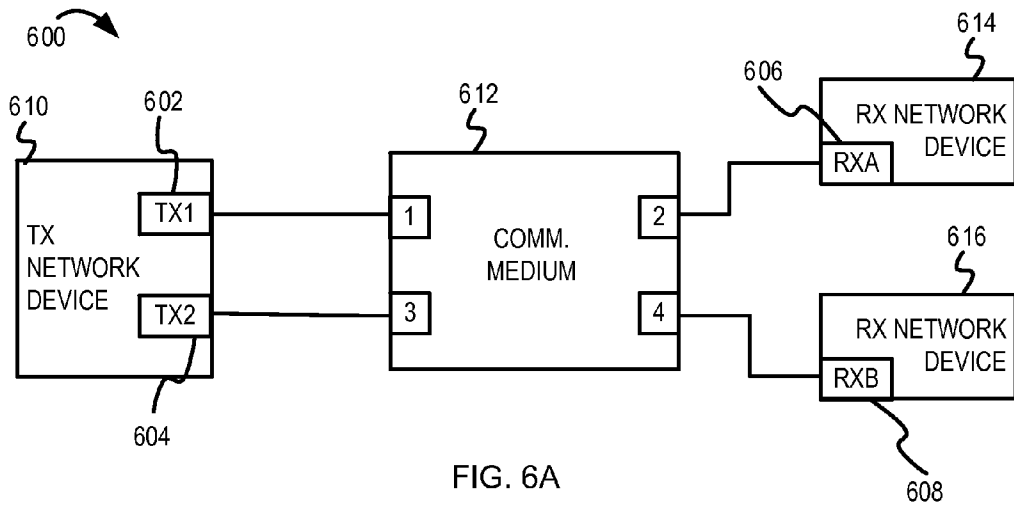 600
610
602
612
606
614
TX1
TX
NETWORK
DEVICE
TX2
604
1
2
COMM.
MEDIUM
3
4
RX NETWORK
DEVICE
RXA
616
RX NETWORK
DEVICE
RXB
608
FIG. 6A